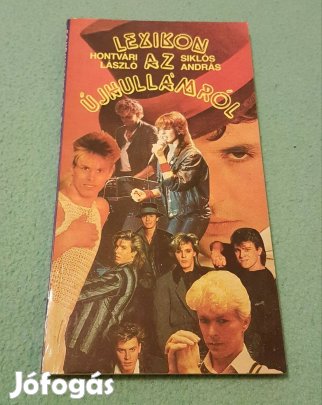 LEXIKON
HONTVÁRI LÁSZLÓ
AZ
SIKLÓS ANDRÁS
ÚJHULLÁMRÓL
Jófogás